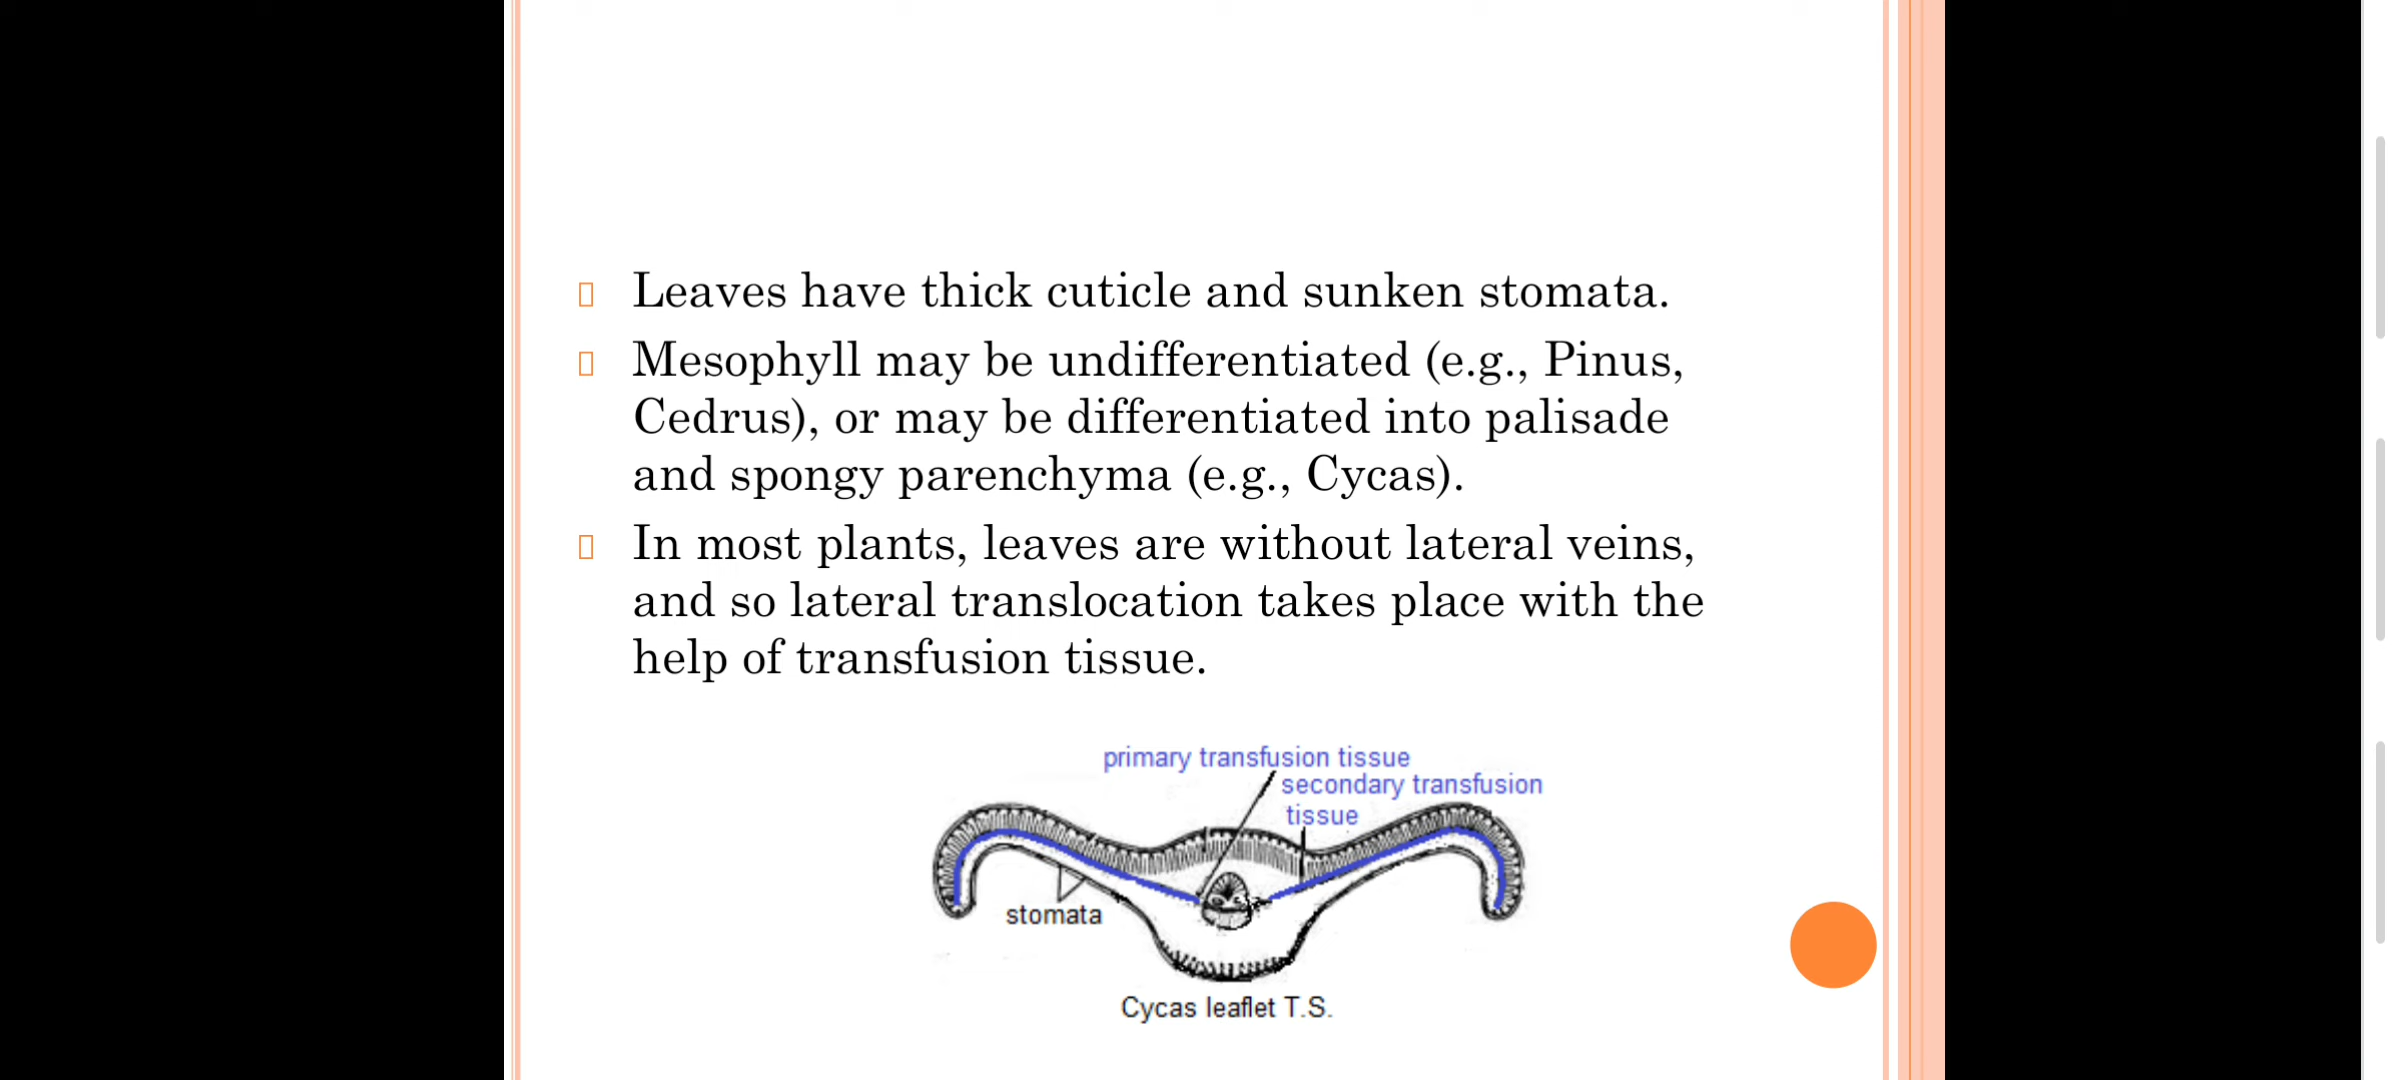 Leaves have thick cuticle and sunken stomata.
Mesophyll may be undifferentiated (e.g., Pinus,
Cedrus), or may be differentiated into palisade
and spongy parenchyma (e.g., Cycas).
In most plants, leaves are without lateral veins,
and so lateral translocation takes place with the
help of transfusion tissue.
primary transfusion tissue
secondary transfusion
tissue
stomata
Cycas leaflet T.S.